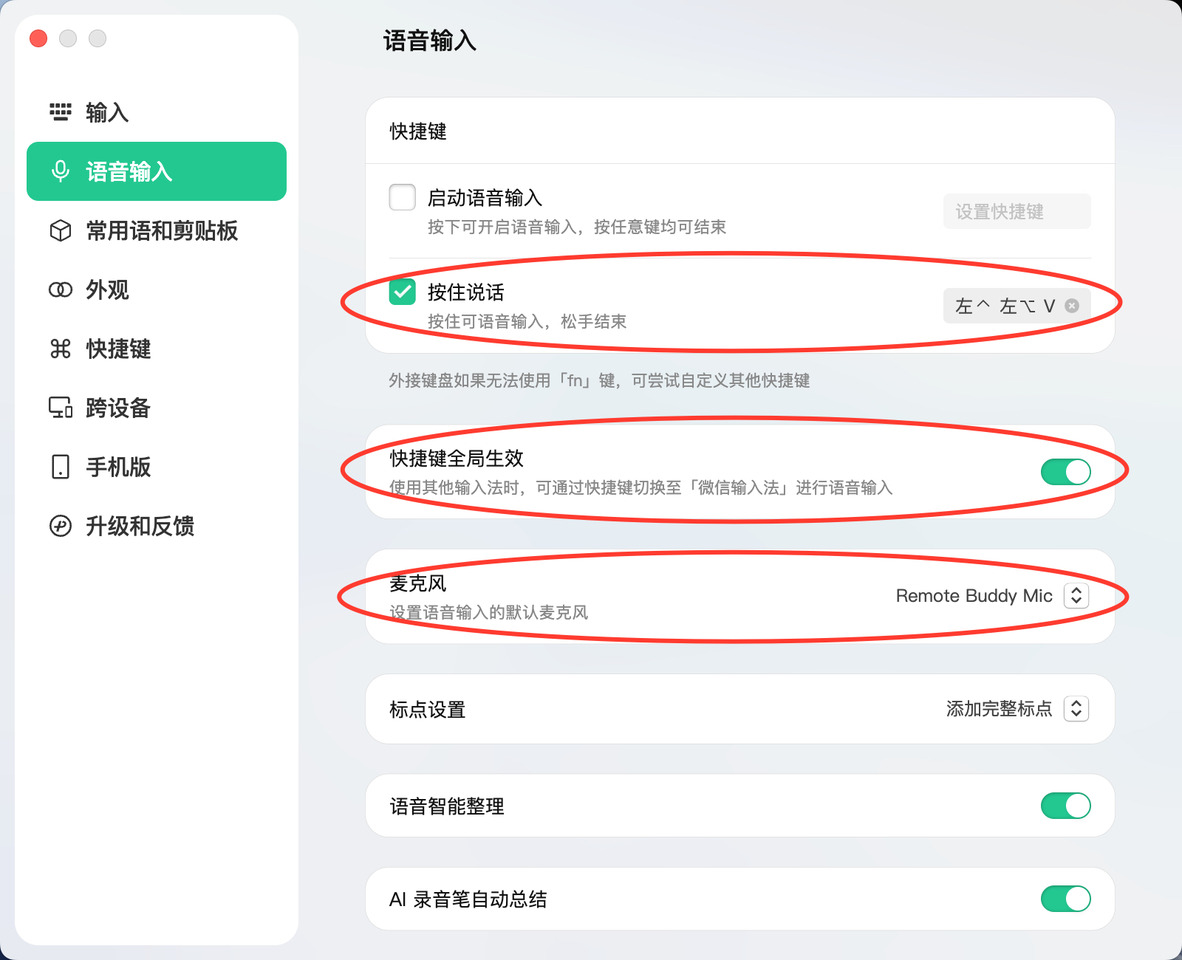 语音输入
输入
语音输入
常用语和剪贴板
外观
快捷键
跨设备
手机版
升级和反馈
快捷键
启动语音输入
设置快捷键
按下可开启语音输入，按任意键均可结束
按住说话
左^ 左⌥ V
按住可语音输入，松手结束
外接键盘如果无法使用「fn」键，可尝试自定义其他快捷键
快捷键全局生效
使用其他输入法时，可通过快捷键切换至「微信输入法」进行语音输入
麦克风
Remote Buddy Mic
设置语音输入的默认麦克风
标点设置
添加完整标点
语音智能整理
AI 录音笔自动总结